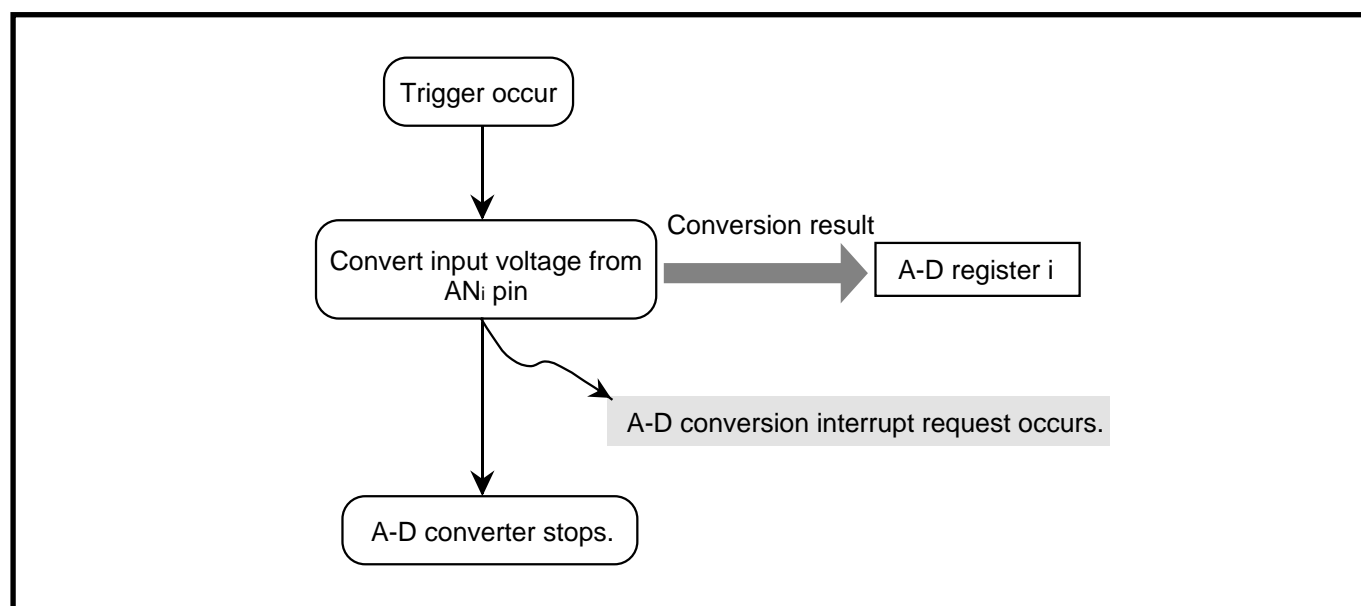 Trigger occur
Convert input voltage from
ANi pin
Conversion result
A-D register i
A-D conversion interrupt request occurs.
A-D converter stops.